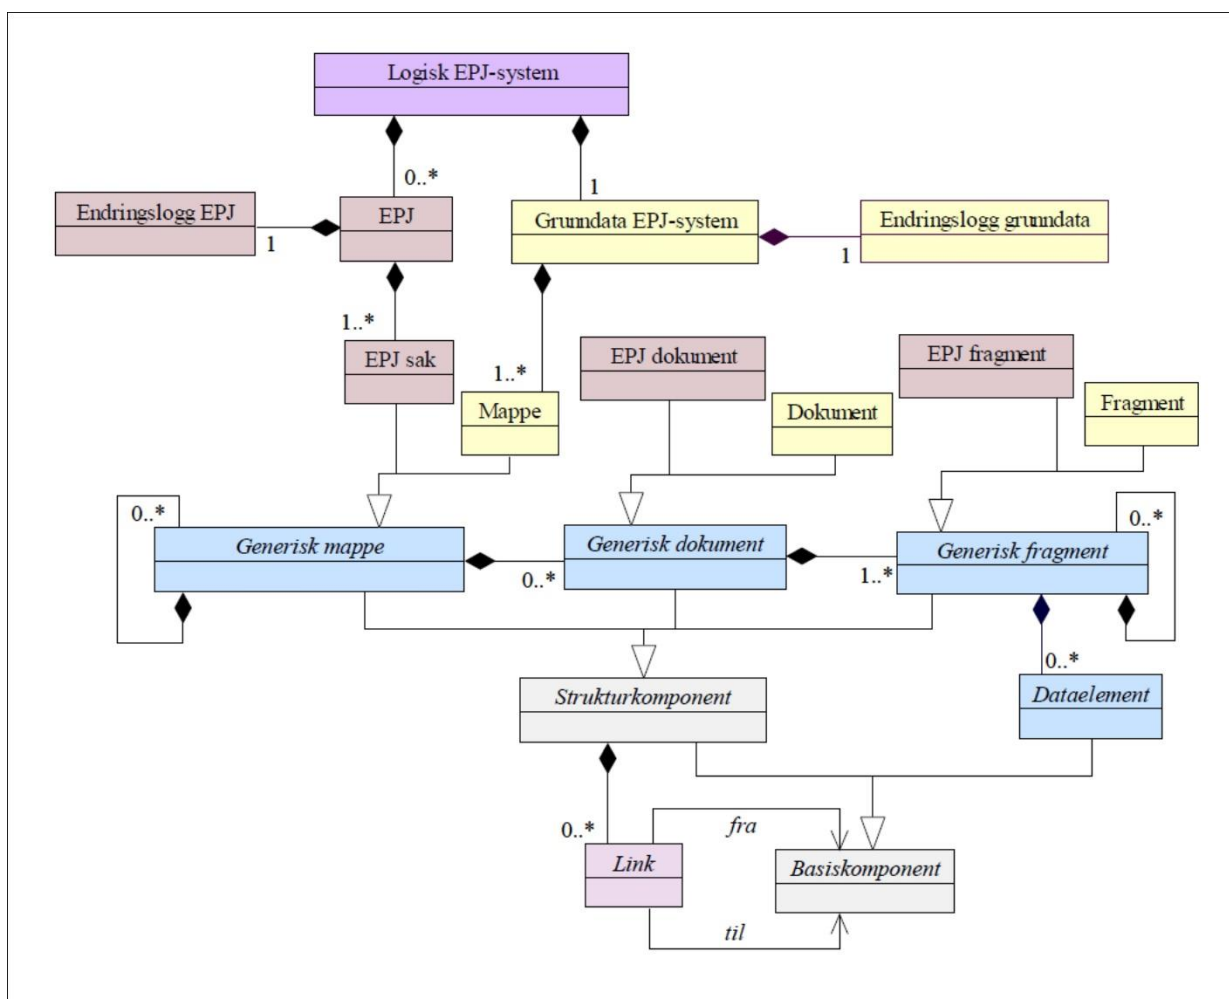 Logisk EPJ-system
0..*
1
Endringslogg EPJ
EPJ
Grunndata EPJ-system
Endringslogg grunndata
1
1
1..*
EPJ sak
1..*
Mappe
EPJ dokument
Dokument
EPJ fragment
Fragment
0..*
Generisk mappe
0..*
Generisk dokument
1..*
Generisk fragment
0..*
0..*
Strukturkomponent
Dataelement
0..*
fra
Link
Basiskomponent
til